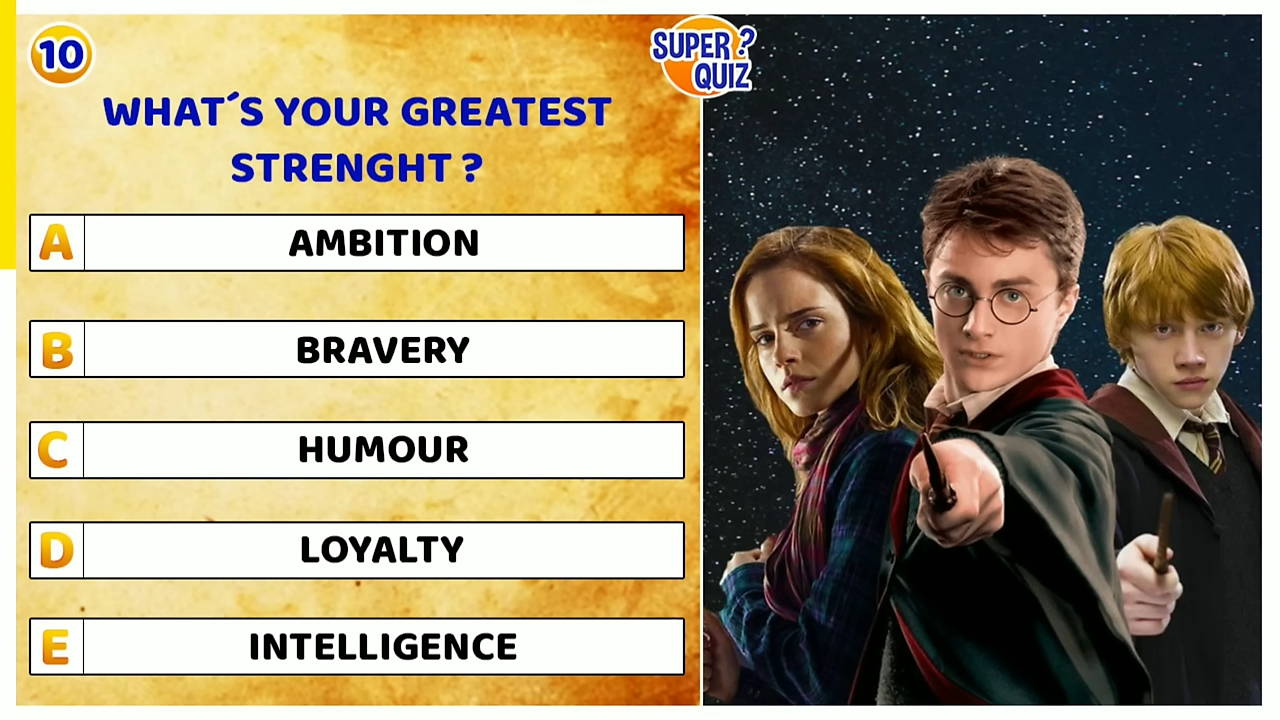 10
SUPER ?
QUIZ
WHAT´S YOUR GREATEST
STRENGHT ?
A AMBITION
B BRAVERY
C HUMOUR
D LOYALTY
E INTELLIGENCE